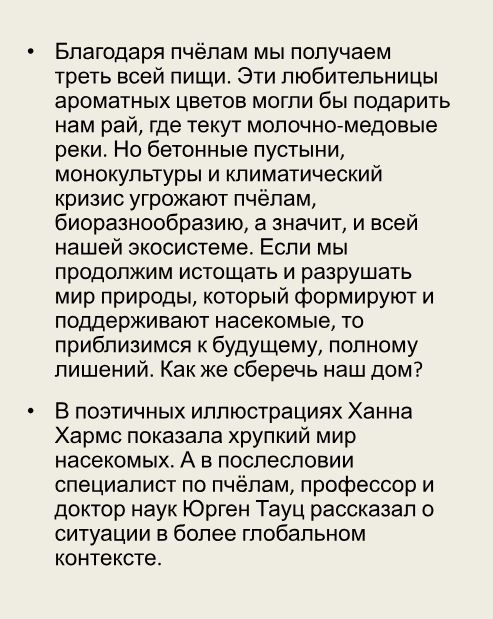 • Благодаря пчёлам мы получаем
треть всей пищи. Эти любительницы
ароматных цветов могли бы подарить
нам рай, где текут молочно-медовые
реки. Но бетонные пустыни,
монокультуры и климатический
кризис угрожают пчёлам,
биоразнообразию, а значит, и всей
нашей экосистеме. Если мы
продолжим истощать и разрушать
мир природы, который формируют и
поддерживают насекомые, то
приблизимся к будущему, полному
лишений. Как же сберечь наш дом?
• В поэтичных иллюстрациях Ханна
Хармс показала хрупкий мир
насекомых. А в послесловии
специалист по пчёлам, профессор и
доктор наук Юрген Тауц рассказал о
ситуации в более глобальном
контексте.